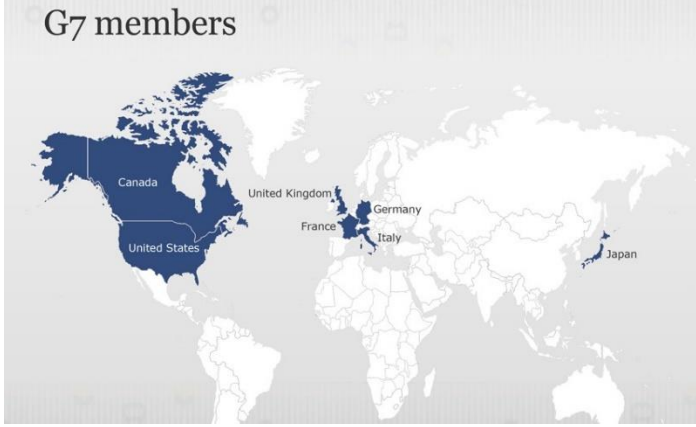 G7 members
Canada
United Kingdom
Germany
France
Italy
United States
Japan